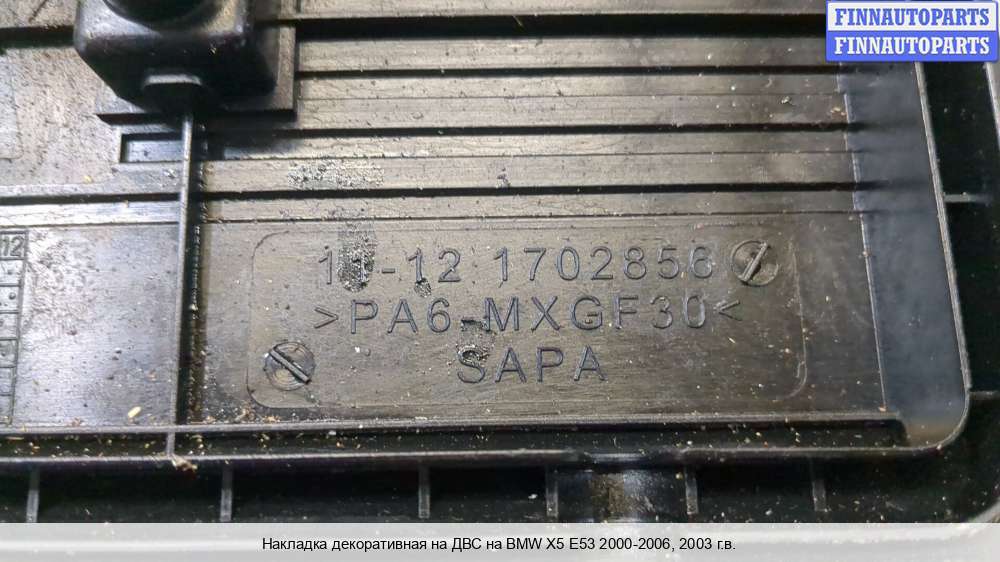 FINNAUTOPARTS
FINNAUTOPARTS
12
11-12 1702856
>PA6-MXGF30<
SAPA
Накладка декоративная на ДВС на BMW X5 E53 2000-2006, 2003 г.в.